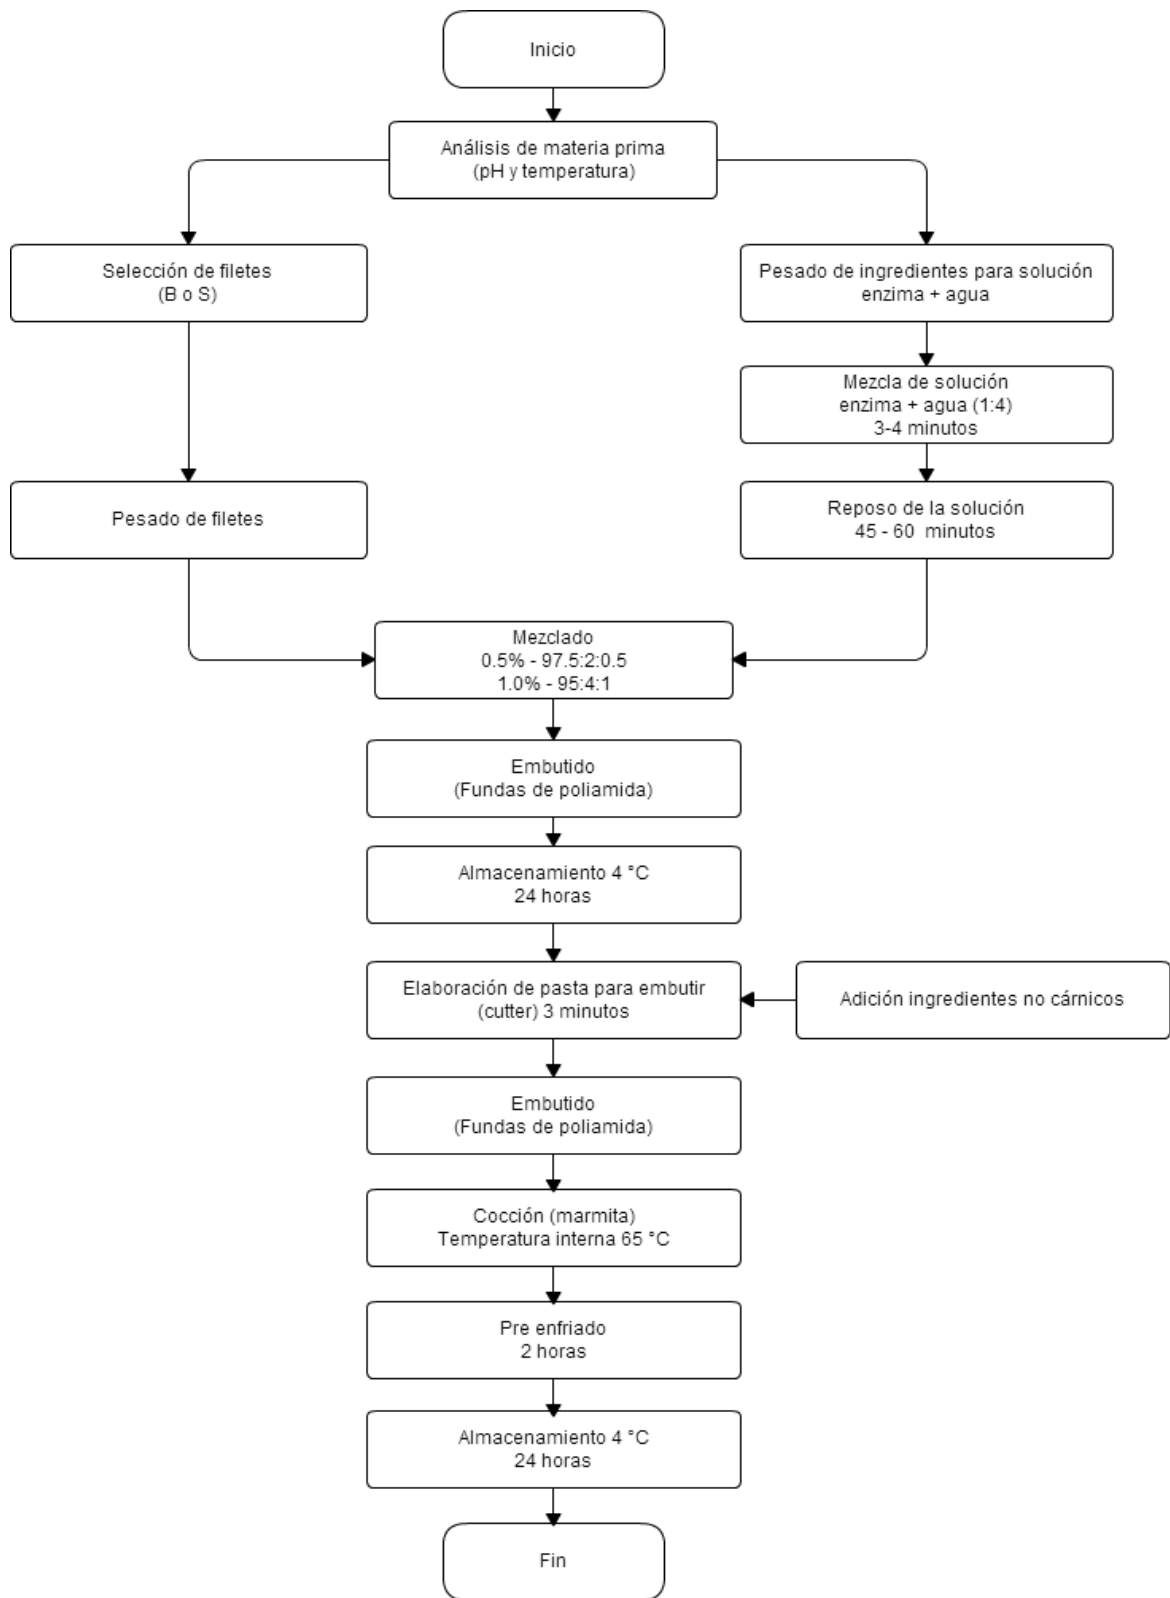 Inicio
Análisis de materia prima
(pH y temperatura)
Selección de filetes
(B o S)
Pesado de ingredientes para solución
enzima + agua
Mezcla de solución
enzima + agua (1:4)
3-4 minutos
Pesado de filetes
Reposo de la solución
45 - 60 minutos
Mezclado
0.5% - 97.5:2:0.5
1.0% - 95:4:1
Embutido
(Fundas de poliamida)
Almacenamiento 4 °C
24 horas
Elaboración de pasta para embutir
(cutter) 3 minutos
Adición ingredientes no cárnicos
Embutido
(Fundas de poliamida)
Cocción (marmita)
Temperatura interna 65 °C
Pre enfriado
2 horas
Almacenamiento 4 °C
24 horas
Fin